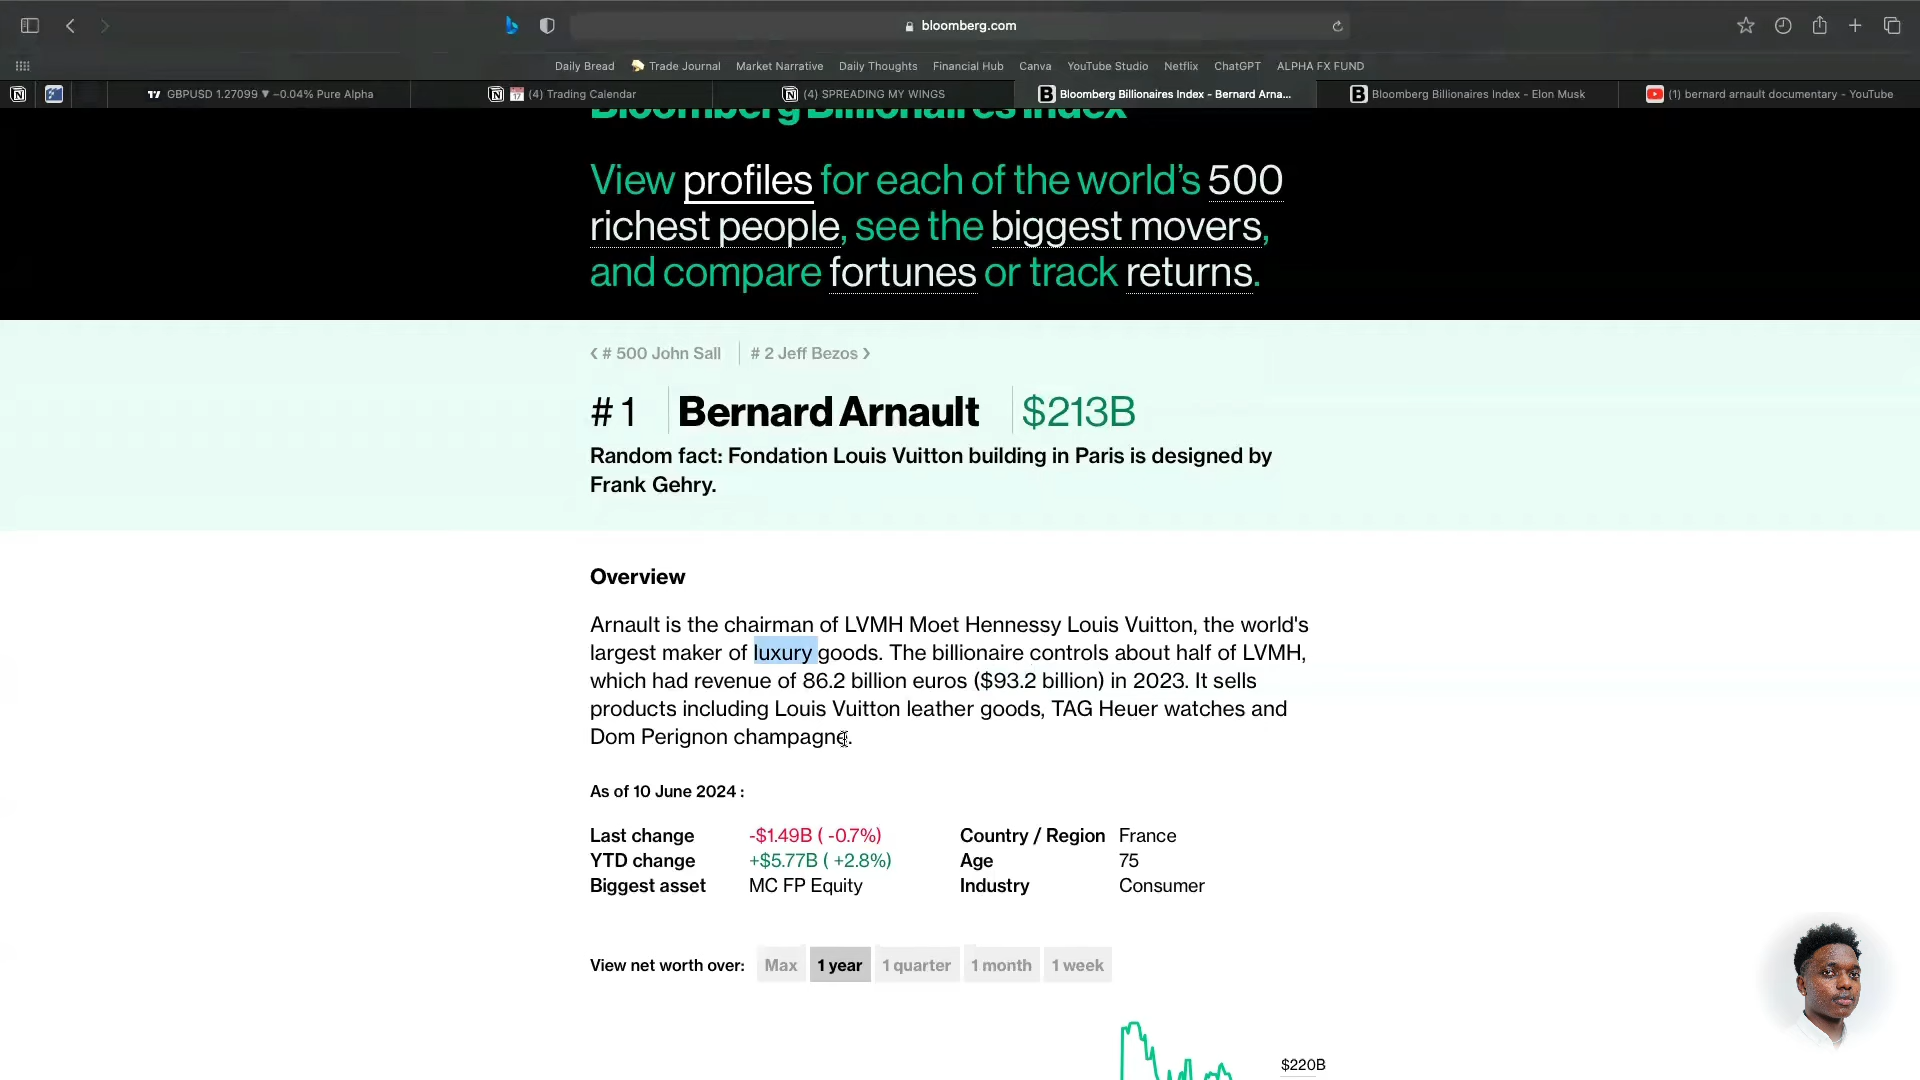 bloomberg.com
Daily Bread Trade Journal Market Narrative Daily Thoughts Financial Hub Canva YouTube Studio Netflix ChatGPT ALPHA FX FUND
GBPUSD 1.27099 ▼ −0.04% Pure Alpha (4) Trading Calendar (4) SPREADING MY WINGS Bloomberg Billionaires Index - Bernard Arna... Bloomberg Billionaires Index - Elon Musk (1) bernard arnault documentary - YouTube
Bloomberg Billionaires Index
View profiles for each of the world’s 500
richest people, see the biggest movers,
and compare fortunes or track returns.
‹ # 500 John Sall # 2 Jeff Bezos ›
# 1 Bernard Arnault $213B
Random fact: Fondation Louis Vuitton building in Paris is designed by
Frank Gehry.
Overview
Arnault is the chairman of LVMH Moet Hennessy Louis Vuitton, the world's
largest maker of luxury goods. The billionaire controls about half of LVMH,
which had revenue of 86.2 billion euros ($93.2 billion) in 2023. It sells
products including Louis Vuitton leather goods, TAG Heuer watches and
Dom Perignon champagne.
As of 10 June 2024 :
Last change -$1.49B ( -0.7%) Country / Region France
YTD change +$5.77B ( +2.8%) Age 75
Biggest asset MC FP Equity Industry Consumer
View net worth over: Max 1 year 1 quarter 1 month 1 week
$220B